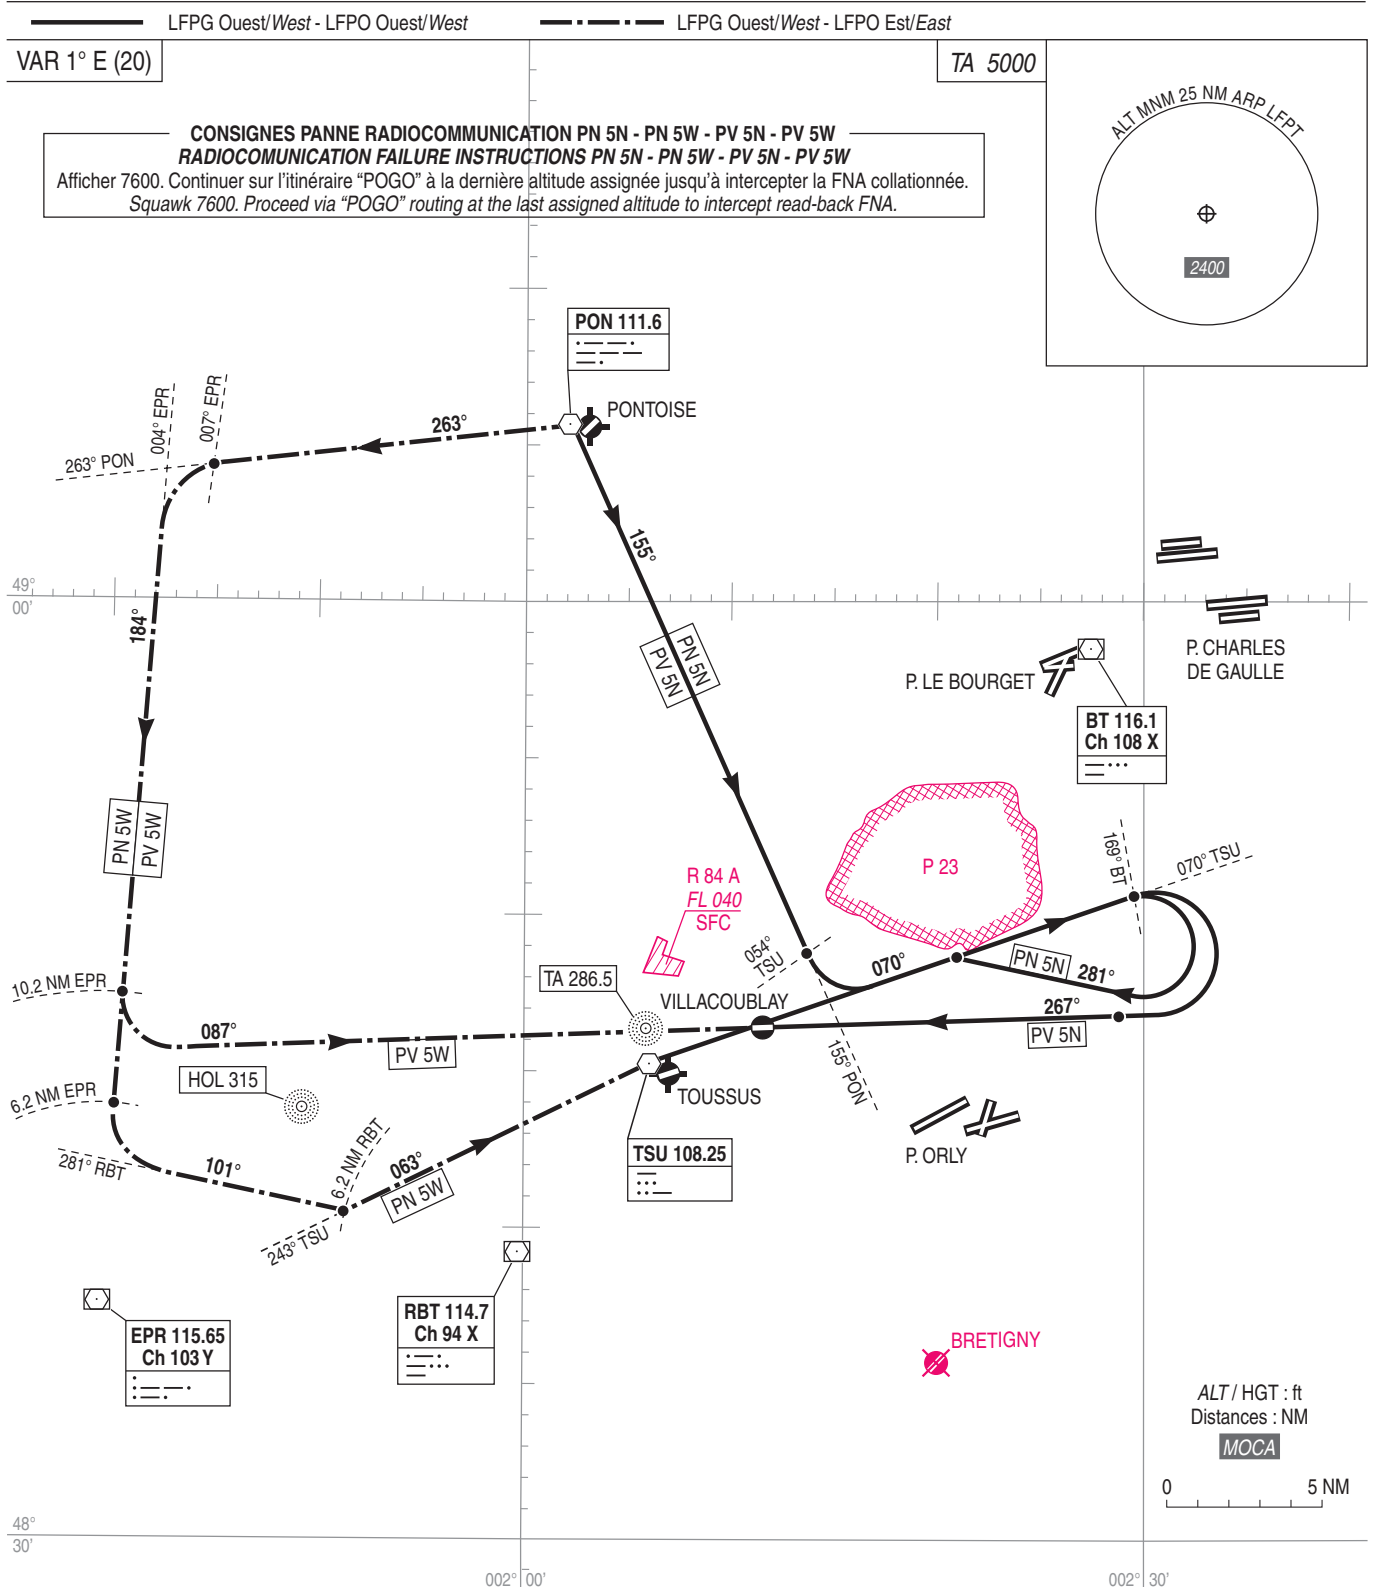 LFPG Ouest/West - LFPO Ouest/West
LFPG Ouest/West - LFPO Est/East
VAR 1° E (20)
TA 5000
ALT MNM 25 NM ARP LFPT
2400
CONSIGNES PANNE RADIOCOMMUNICATION PN 5N - PN 5W - PV 5N - PV 5W
RADIOCOMUNICATION FAILURE INSTRUCTIONS PN 5N - PN 5W - PV 5N - PV 5W
Afficher 7600. Continuer sur l'itinéraire “POGO” à la dernière altitude assignée jusqu'à intercepter la FNA collationnée.
Squawk 7600. Proceed via “POGO” routing at the last assigned altitude to intercept read-back FNA.
PON 111.6
PONTOISE
004° EPR
007° EPR
263°
263° PON
155°
49°
00'
184°
PN 5N
PV 5N
P. CHARLES
DE GAULLE
P. LE BOURGET
BT 116.1
Ch 108 X
PN 5W
PV 5W
P 23
169° BT
070° TSU
R 84 A
FL 040
SFC
054°
TSU
070°
PN 5N
281°
10.2 NM EPR
TA 286.5
VILLACOUBLAY
267°
PV 5N
087°
PV 5W
155° PON
HOL 315
6.2 NM EPR
TOUSSUS
P. ORLY
281° RBT
101°
6.2 NM RBT
063°
PN 5W
TSU 108.25
243° TSU
RBT 114.7
Ch 94 X
EPR 115.65
Ch 103 Y
BRETIGNY
ALT / HGT : ft
Distances : NM
MOCA
0 5 NM
48°
30'
002° 00'
002° 30'